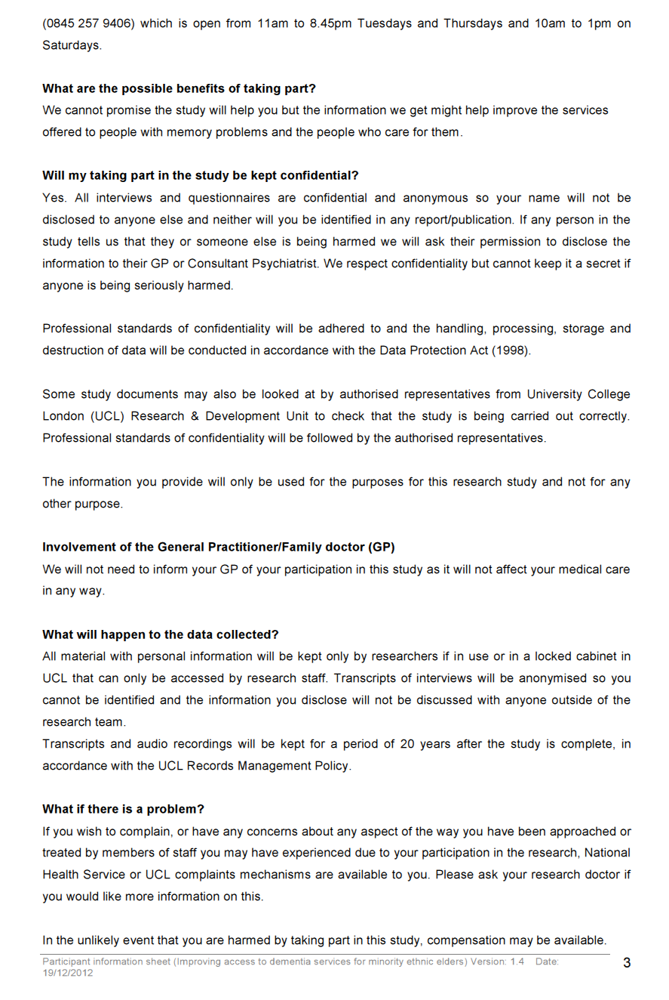 (0845 257 9406) which is open from 11am to 8.45pm Tuesdays and Thursdays and 10am to 1pm on
Saturdays.
What are the possible benefits of taking part?
We cannot promise the study will help you but the information we get might help improve the services
offered to people with memory problems and the people who care for them.
Will my taking part in the study be kept confidential?
Yes. All interviews and questionnaires are confidential and anonymous so your name will not be
disclosed to anyone else and neither will you be identified in any report/publication. If any person in the
study tells us that they or someone else is being harmed we will ask their permission to disclose the
information to their GP or Consultant Psychiatrist. We respect confidentiality but cannot keep it a secret if
anyone is being seriously harmed.
Professional standards of confidentiality will be adhered to and the handling, processing, storage and
destruction of data will be conducted in accordance with the Data Protection Act (1998).
Some study documents may also be looked at by authorised representatives from University College
London (UCL) Research & Development Unit to check that the study is being carried out correctly.
Professional standards of confidentiality will be followed by the authorised representatives.
The information you provide will only be used for the purposes for this research study and not for any
other purpose.
Involvement of the General Practitioner/Family doctor (GP)
We will not need to inform your GP of your participation in this study as it will not affect your medical care
in any way.
What will happen to the data collected?
All material with personal information will be kept only by researchers if in use or in a locked cabinet in
UCL that can only be accessed by research staff. Transcripts of interviews will be anonymised so you
cannot be identified and the information you disclose will not be discussed with anyone outside of the
research team.
Transcripts and audio recordings will be kept for a period of 20 years after the study is complete, in
accordance with the UCL Records Management Policy.
What if there is a problem?
If you wish to complain, or have any concerns about any aspect of the way you have been approached or
treated by members of staff you may have experienced due to your participation in the research, National
Health Service or UCL complaints mechanisms are available to you. Please ask your research doctor if
you would like more information on this.
In the unlikely event that you are harmed by taking part in this study, compensation may be available.
Participant information sheet (Improving access to dementia services for minority ethnic elders) Version: 1.4 Date: 3
19/12/2012